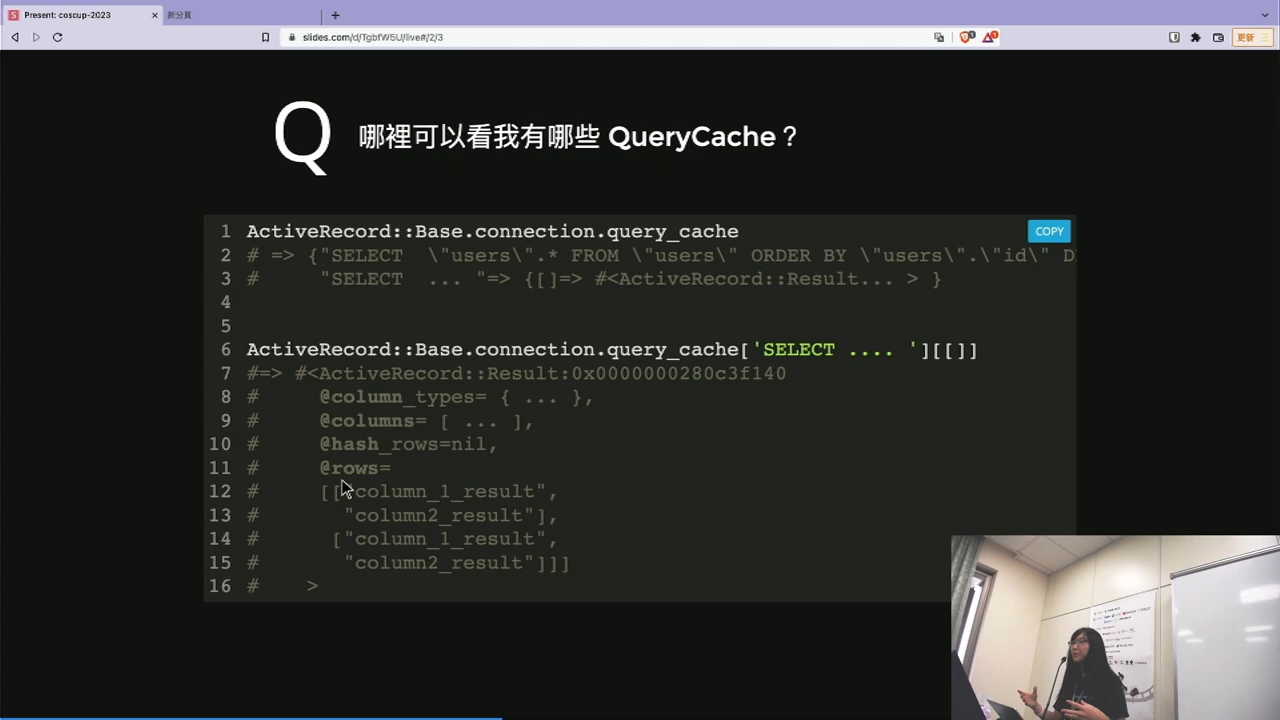 Present: coscup-2023
新分頁
slides.com/d/TgbfW5U/live#/2/3
更新
Q 哪裡可以看我有哪些 QueryCache？
COPY
1 ActiveRecord::Base.connection.query_cache
2 # => {"SELECT  \"users\".* FROM \"users\" ORDER BY \"users\".\"id\" D
3 #     "SELECT  ... "=> {[]=> #<ActiveRecord::Result... > }
4
5
6 ActiveRecord::Base.connection.query_cache['SELECT .... '][[]]
7 #=> #<ActiveRecord::Result:0x0000000280c3f140
8 #     @column_types= { ... },
9 #     @columns= [ ... ],
10 #     @hash_rows=nil,
11 #     @rows=
12 #     [["column_1_result",
13 #       "column2_result"],
14 #      ["column_1_result",
15 #       "column2_result"]]]
16 #    >